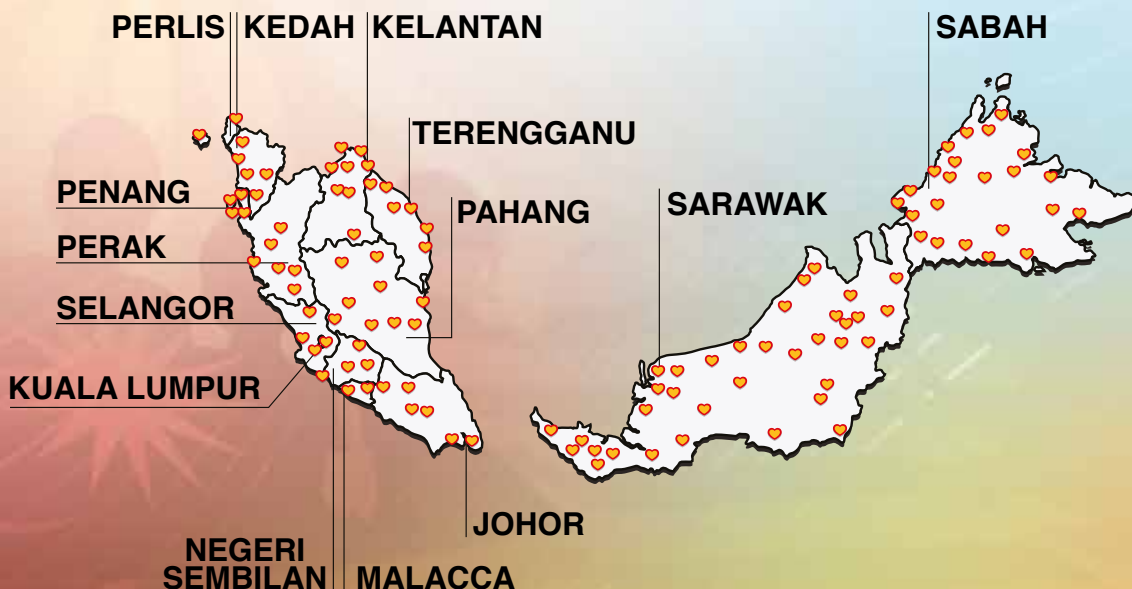 PERLIS
KEDAH
KELANTAN
SABAH
TERENGGANU
PENANG
PAHANG
SARAWAK
PERAK
SELANGOR
KUALA LUMPUR
JOHOR
NEGERI
SEMBILAN
MALACCA